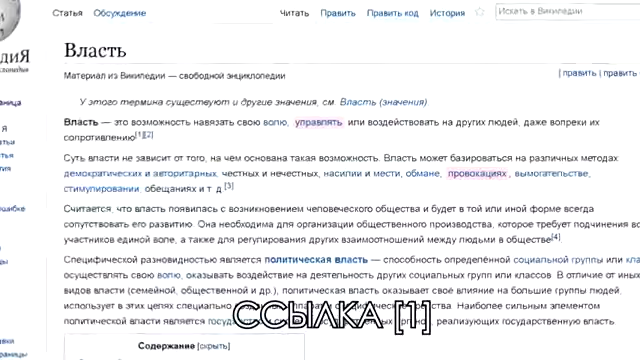 Статья Обсуждение Читать Править Править код История Искать в Википедии
дия
Власть
Материал из Википедии — свободной энциклопедии [ править | править
У этого термина существуют и другие значения, см. Власть (значения).
Власть — это возможность навязать свою волю, управлять или воздействовать на других людей, даже вопреки их
сопротивлению[1][2]
Суть власти не зависит от того, на чем основана такая возможность. Власть может базироваться на различных методах
демократических и авторитарных, честных и нечестных, насилии и мести, обмане, провокациях, вымогательстве,
стимулировании, обещаниях и т. д.[3]
Считается, что власть появилась с возникновением человеческого общества и будет в той или иной форме всегда
сопутствовать его развитию. Она необходима для организации общественного производства, которое требует подчинения вс
участников единой воле, а также для регулирования других взаимоотношений между людьми в обществе[4]
Специфической разновидностью является политическая власть — способность определённой социальной группы или кла
осуществлять свою волю, оказывать воздействие на деятельность других социальных групп или классов. В отличие от иных
видов власти (семейной, общественной и др.), политическая власть оказывает своё влияние на большие группы людей,
использует в этих целях специально средства. Наиболее сильным элементом
политической власти является реализующих государственную власть
ССЫЛКА [1]
Содержание [скрыть]